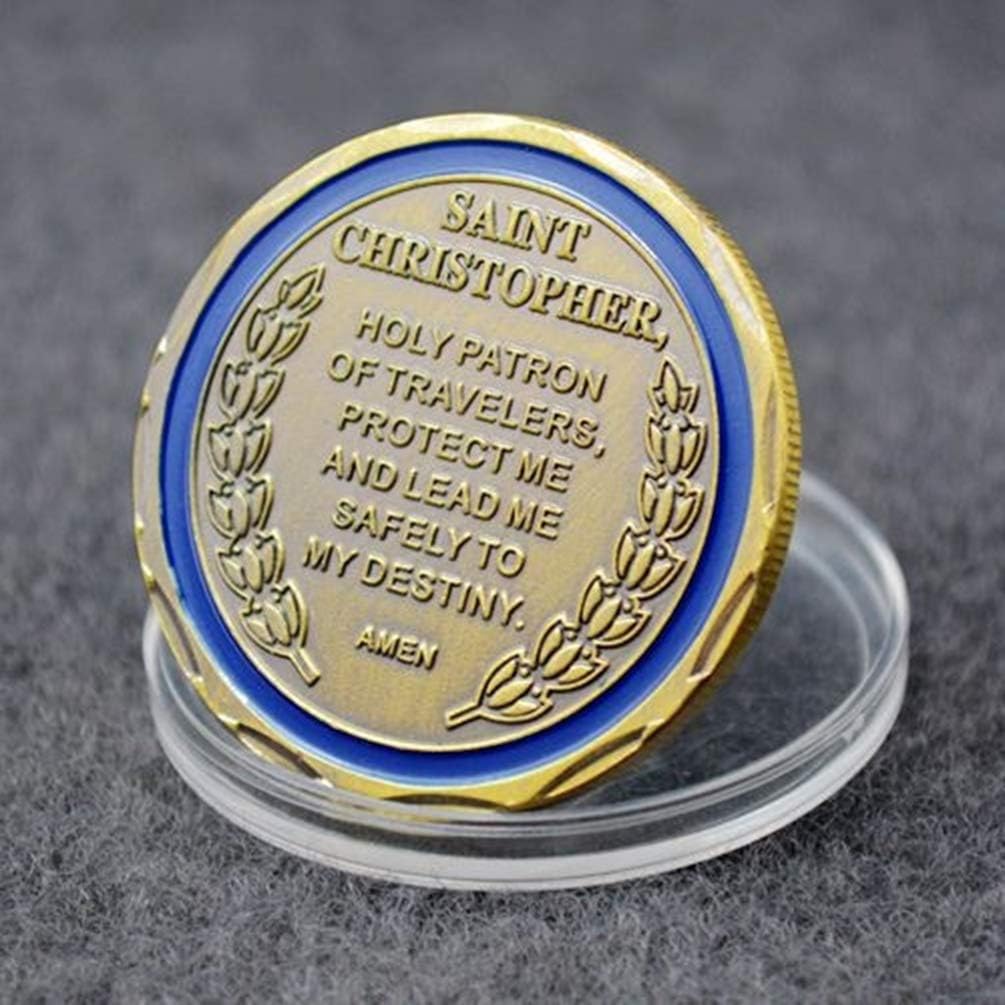 SAINT
CHRISTOPHER,
HOLY PATRON
OF TRAVELERS,
PROTECT ME
AND LEAD ME
SAFELY TO
MY DESTINY.
AMEN